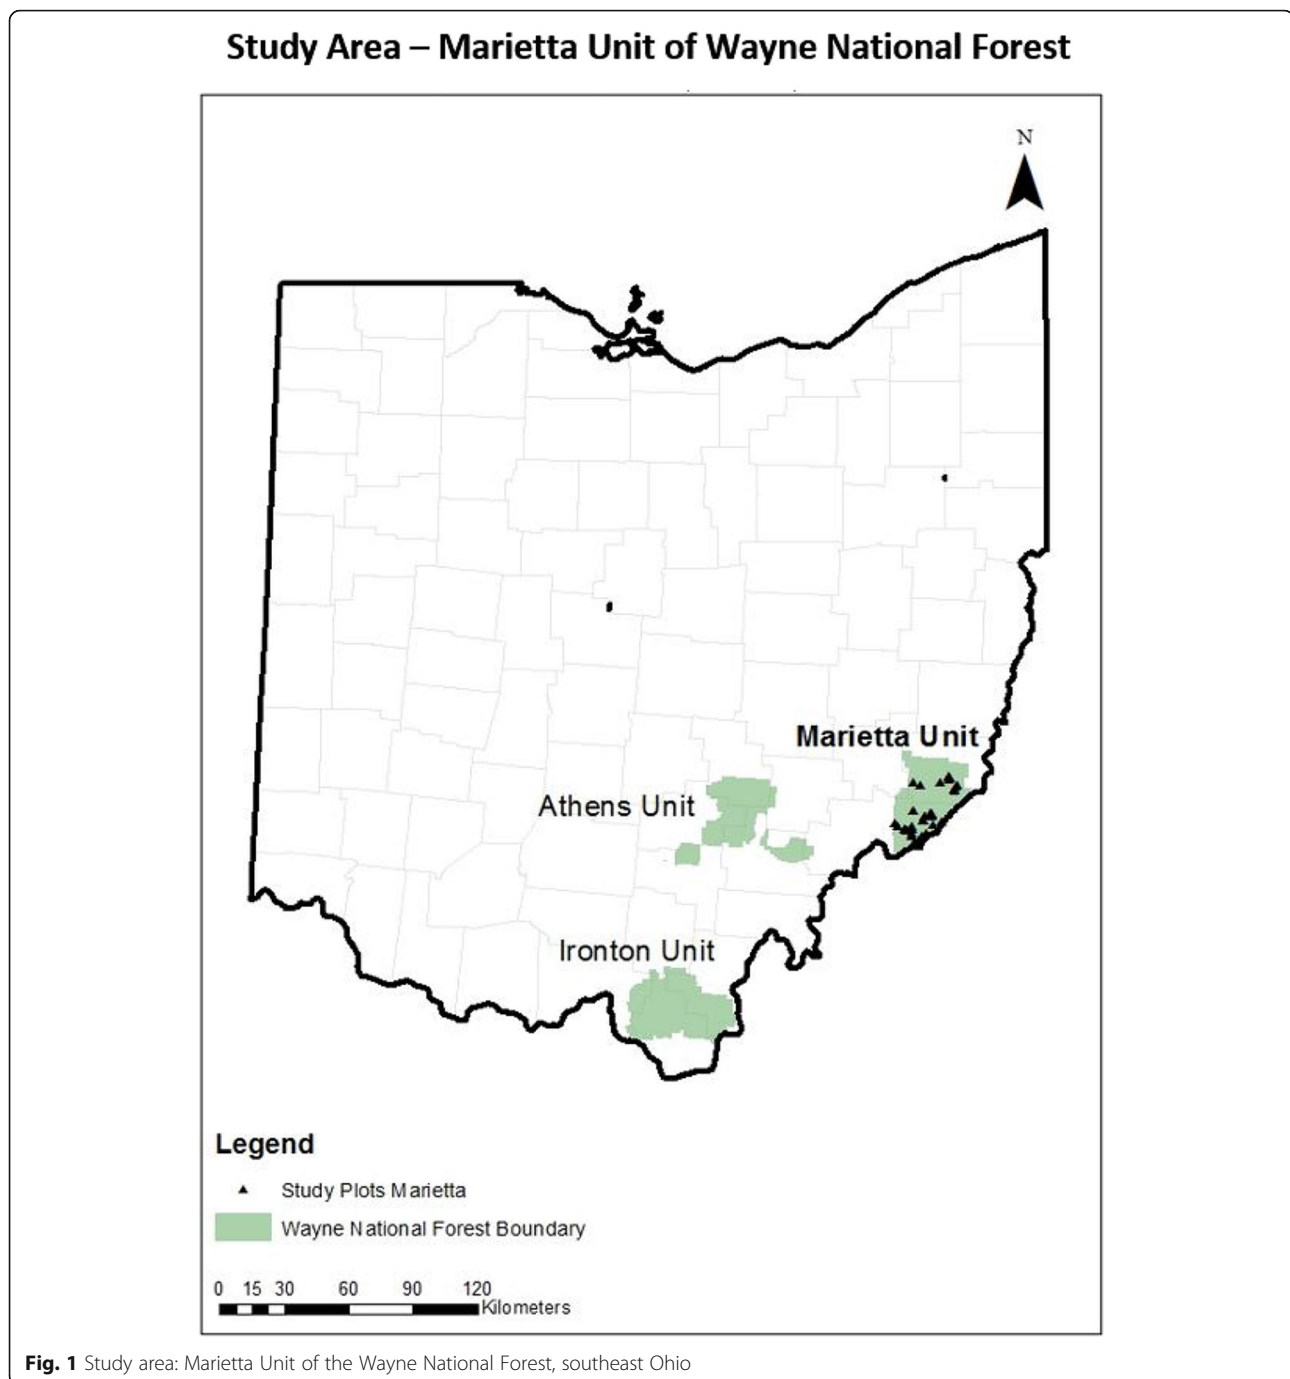 Study Area – Marietta Unit of Wayne National Forest
N
Marietta Unit
Athens Unit
Ironton Unit
Legend
Study Plots Marietta
Wayne National Forest Boundary
0 15 30 60 90 120
Kilometers
Fig. 1 Study area: Marietta Unit of the Wayne National Forest, southeast Ohio